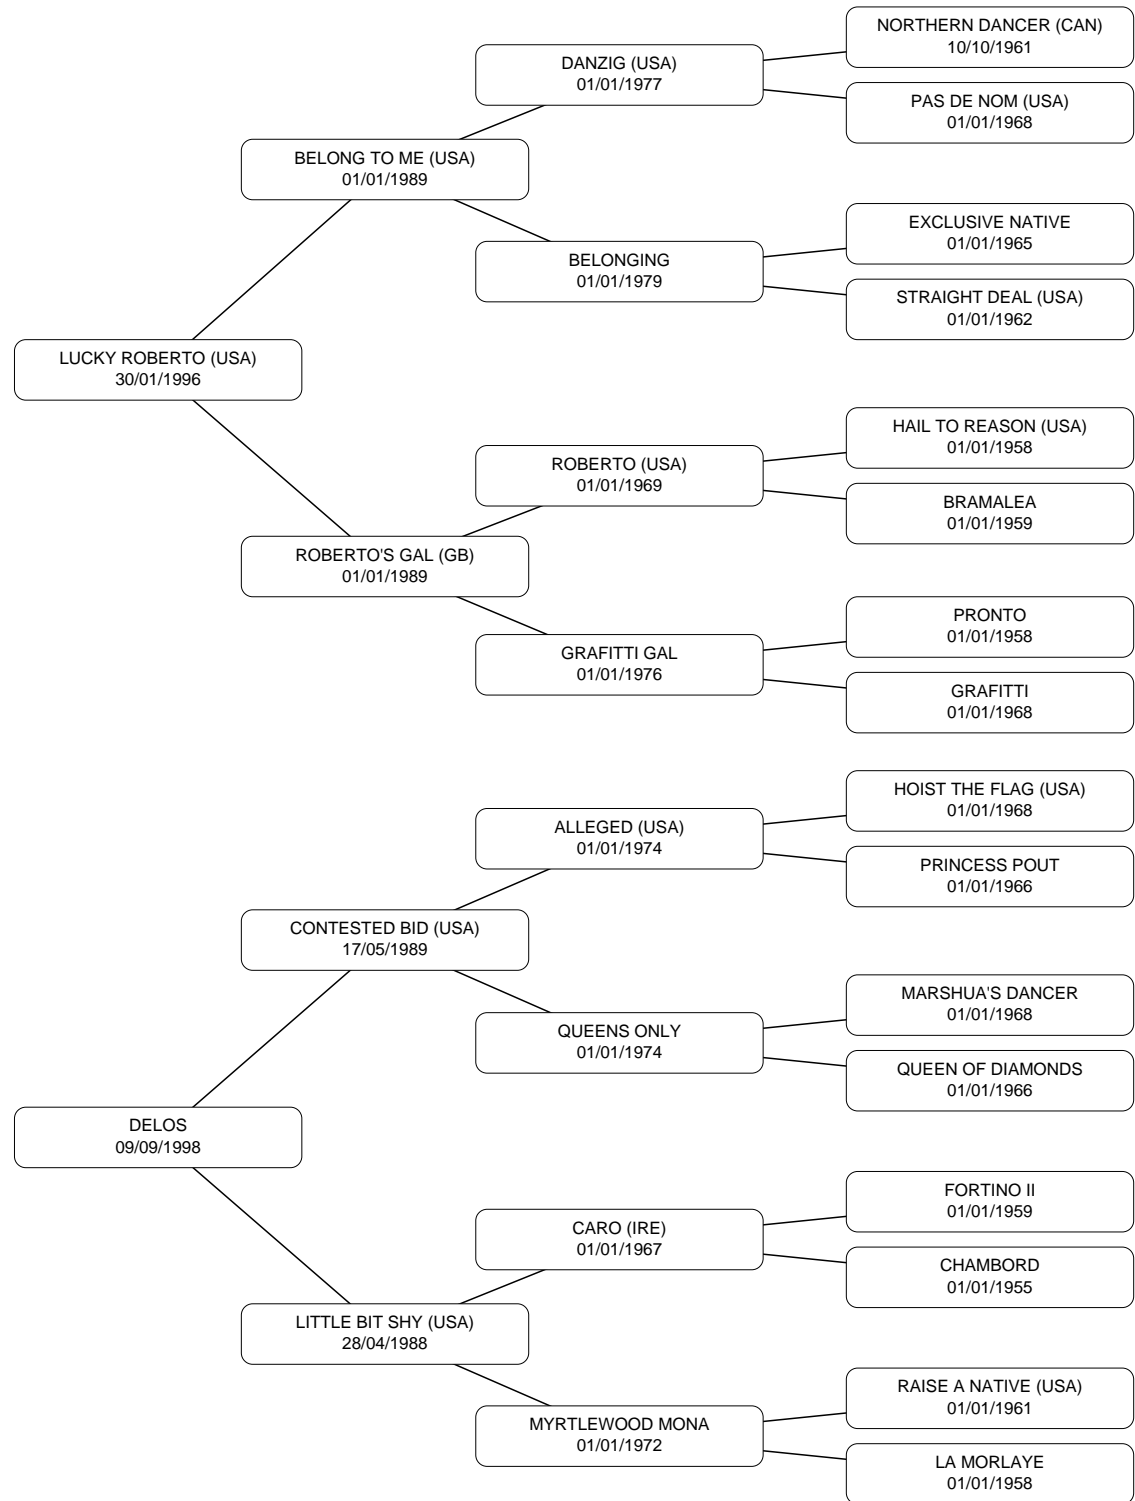 NORTHERN DANCER (CAN)
10/10/1961
DANZIG (USA)
01/01/1977
PAS DE NOM (USA)
01/01/1968
BELONG TO ME (USA)
01/01/1989
EXCLUSIVE NATIVE
01/01/1965
BELONGING
01/01/1979
STRAIGHT DEAL (USA)
01/01/1962
LUCKY ROBERTO (USA)
30/01/1996
HAIL TO REASON (USA)
01/01/1958
ROBERTO (USA)
01/01/1969
BRAMALEA
01/01/1959
ROBERTO'S GAL (GB)
01/01/1989
PRONTO
01/01/1958
GRAFITTI GAL
01/01/1976
GRAFITTI
01/01/1968
HOIST THE FLAG (USA)
01/01/1968
ALLEGED (USA)
01/01/1974
PRINCESS POUT
01/01/1966
CONTESTED BID (USA)
17/05/1989
MARSHUA'S DANCER
01/01/1968
QUEENS ONLY
01/01/1974
QUEEN OF DIAMONDS
01/01/1966
DELOS
09/09/1998
FORTINO II
01/01/1959
CARO (IRE)
01/01/1967
CHAMBORD
01/01/1955
LITTLE BIT SHY (USA)
28/04/1988
RAISE A NATIVE (USA)
01/01/1961
MYRTLEWOOD MONA
01/01/1972
LA MORLAYE
01/01/1958